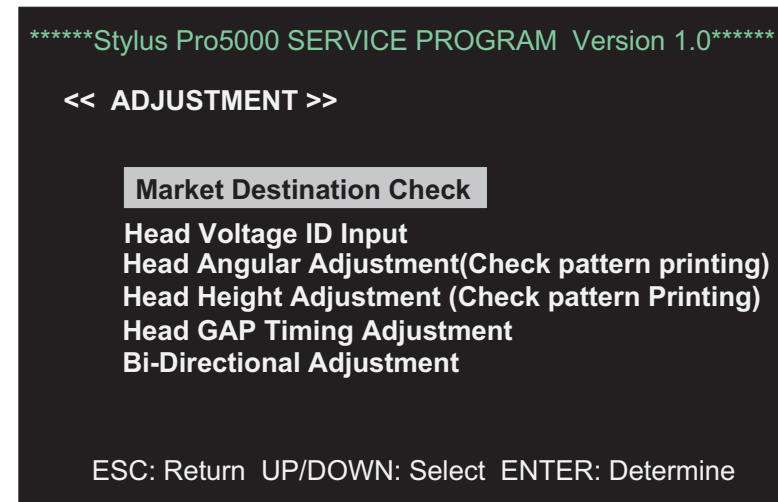 ******Stylus Pro5000 SERVICE PROGRAM Version 1.0******
<< ADJUSTMENT >>
Market Destination Check
Head Voltage ID Input
Head Angular Adjustment(Check pattern printing)
Head Height Adjustment (Check pattern Printing)
Head GAP Timing Adjustment
Bi-Directional Adjustment
ESC: Return UP/DOWN: Select ENTER: Determine